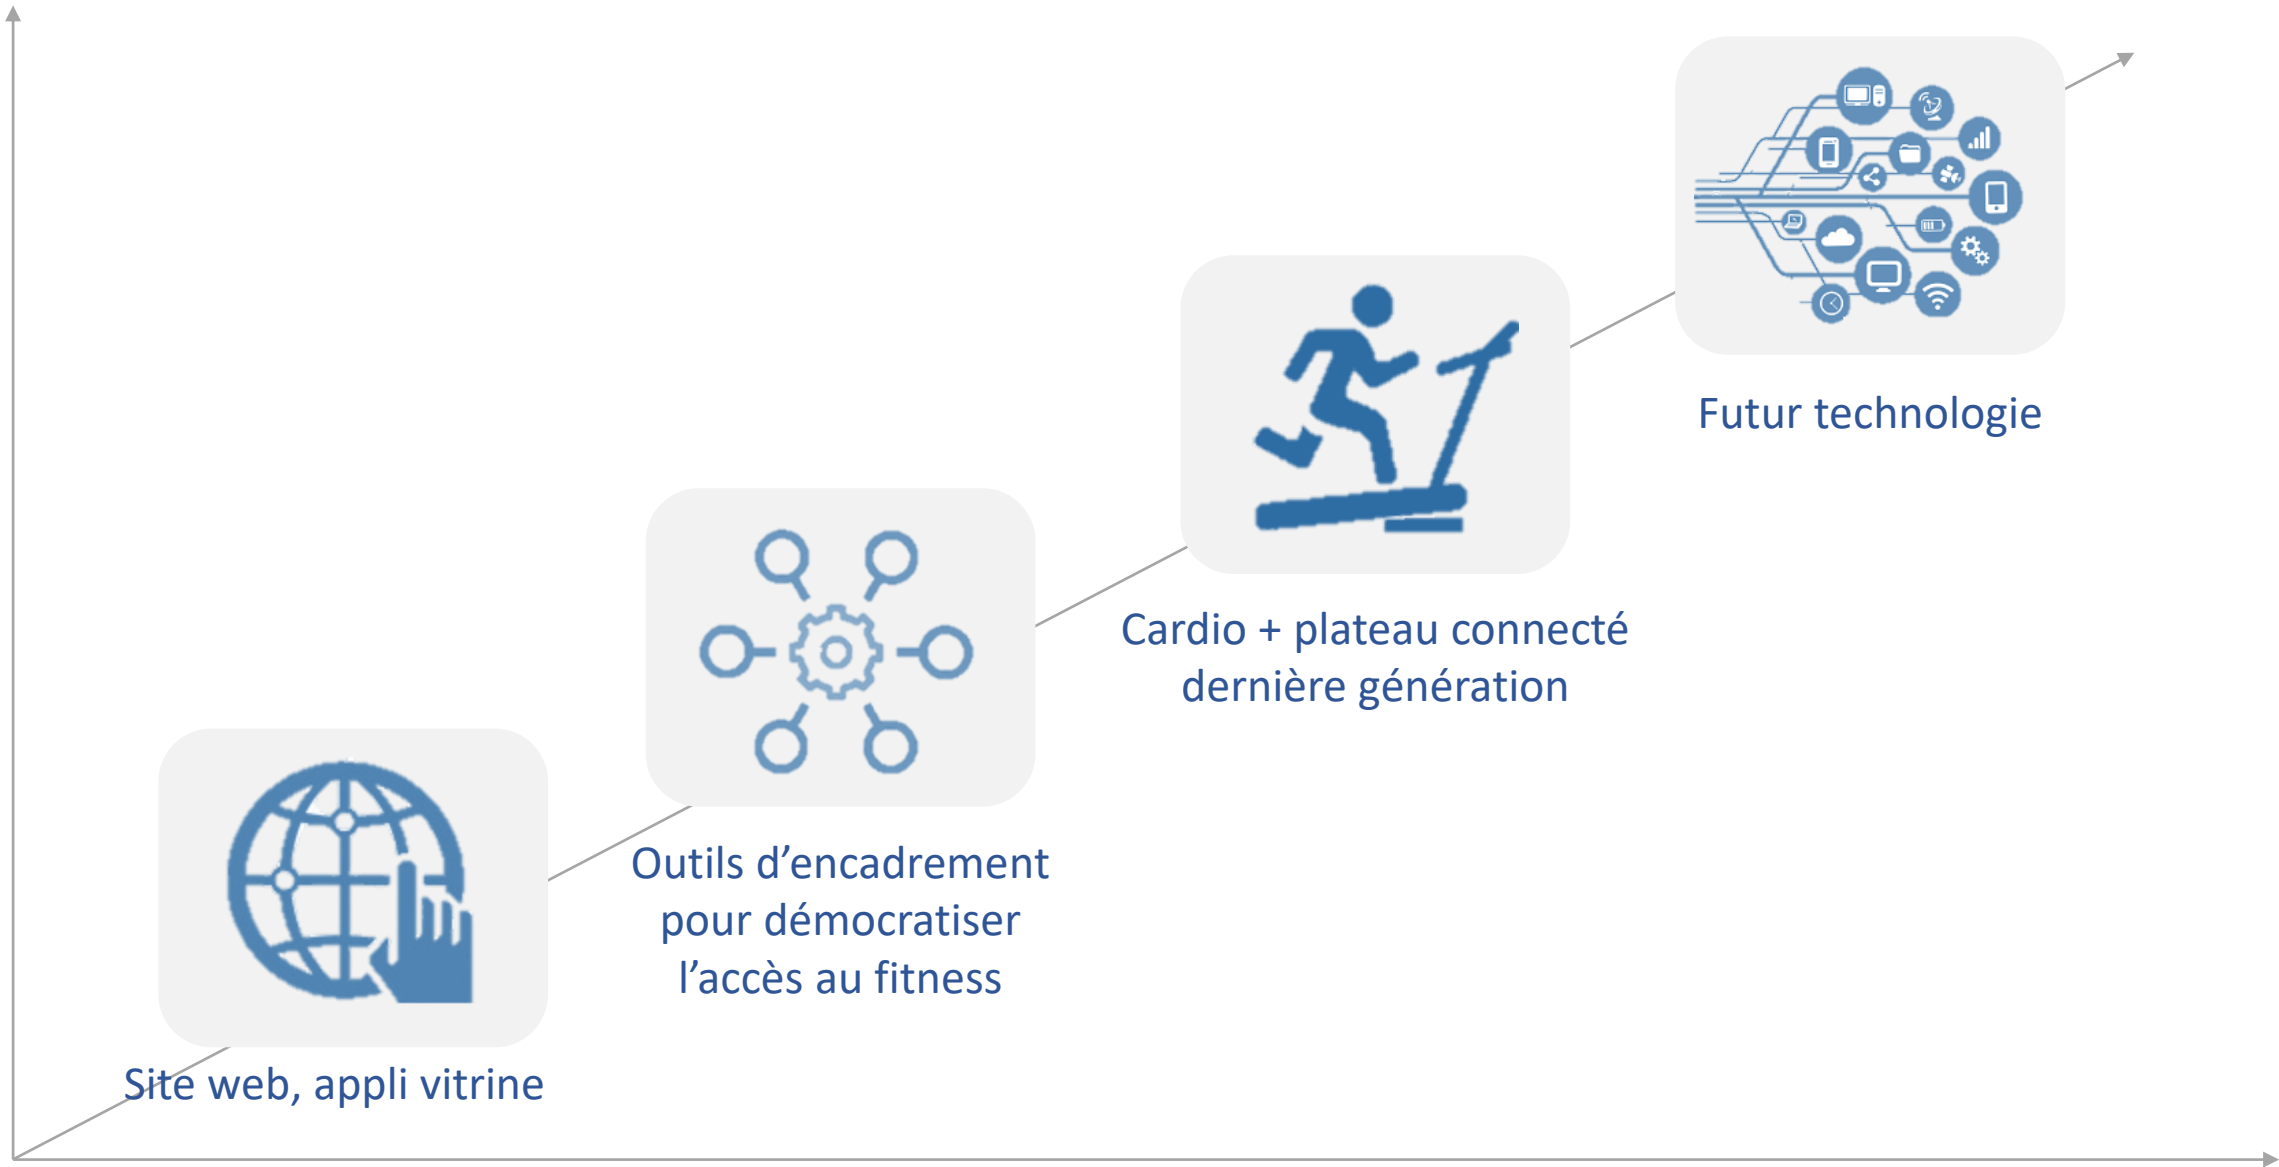 Futur technologie
Cardio + plateau connecté
dernière génération
Outils d’encadrement
pour démocratiser
l’accès au fitness
Site web, appli vitrine